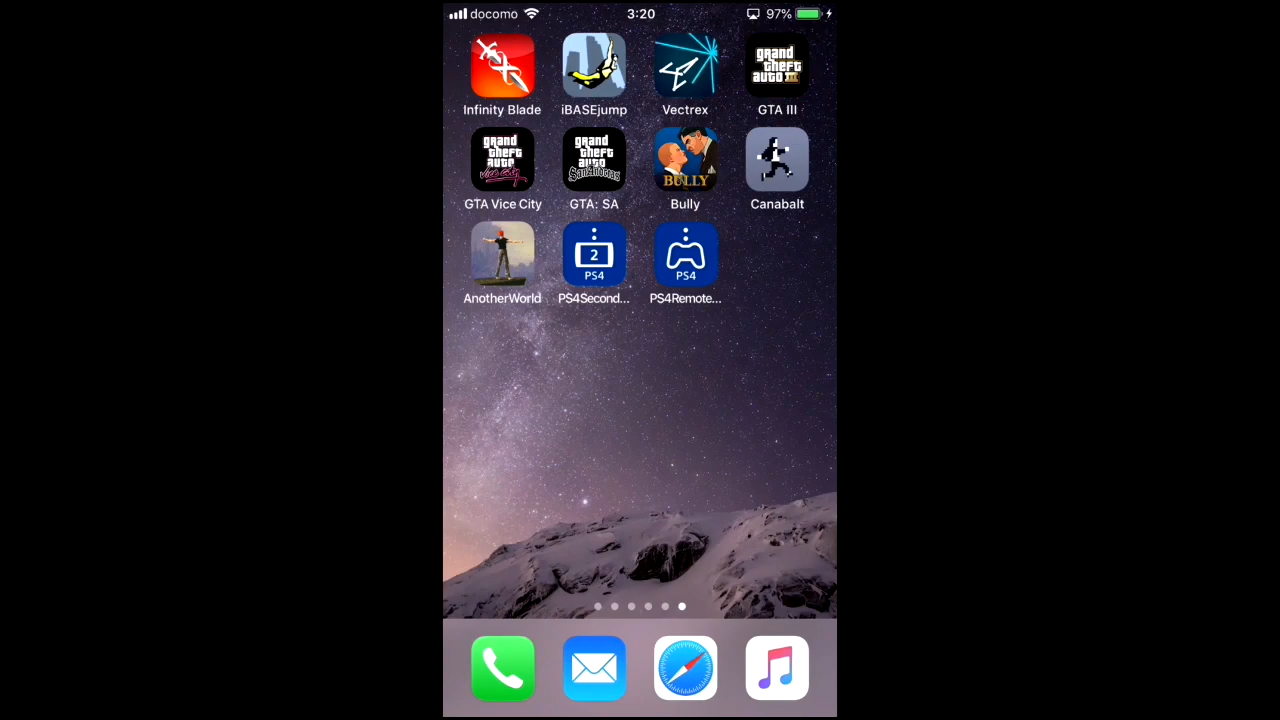 docomo 3:20 97%
Infinity Blade iBASEjump Vectrex GTA III
grand theft auto III
GTA Vice City GTA: SA Bully Canabalt
grand theft auto Vice City
grand theft auto San Andreas
BULLY
2 PS4
PS4
AnotherWorld PS4Second... PS4Remote...